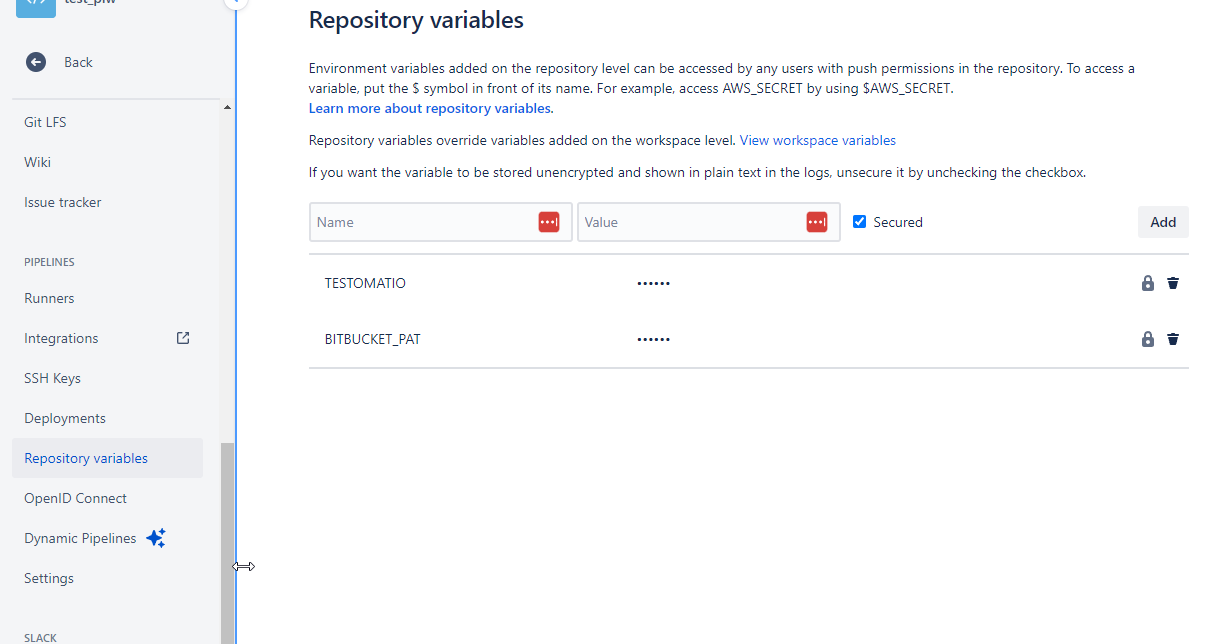 test_plw
Back
Git LFS
Wiki
Issue tracker
PIPELINES
Runners
Integrations
SSH Keys
Deployments
Repository variables
OpenID Connect
Dynamic Pipelines
Settings
SLACK
Repository variables
Environment variables added on the repository level can be accessed by any users with push permissions in the repository. To access a
variable, put the $ symbol in front of its name. For example, access AWS_SECRET by using $AWS_SECRET.
Learn more about repository variables.
Repository variables override variables added on the workspace level. View workspace variables
If you want the variable to be stored unencrypted and shown in plain text in the logs, unsecure it by unchecking the checkbox.
Name Value Secured Add
TESTOMATIO ••••••
BITBUCKET_PAT ••••••